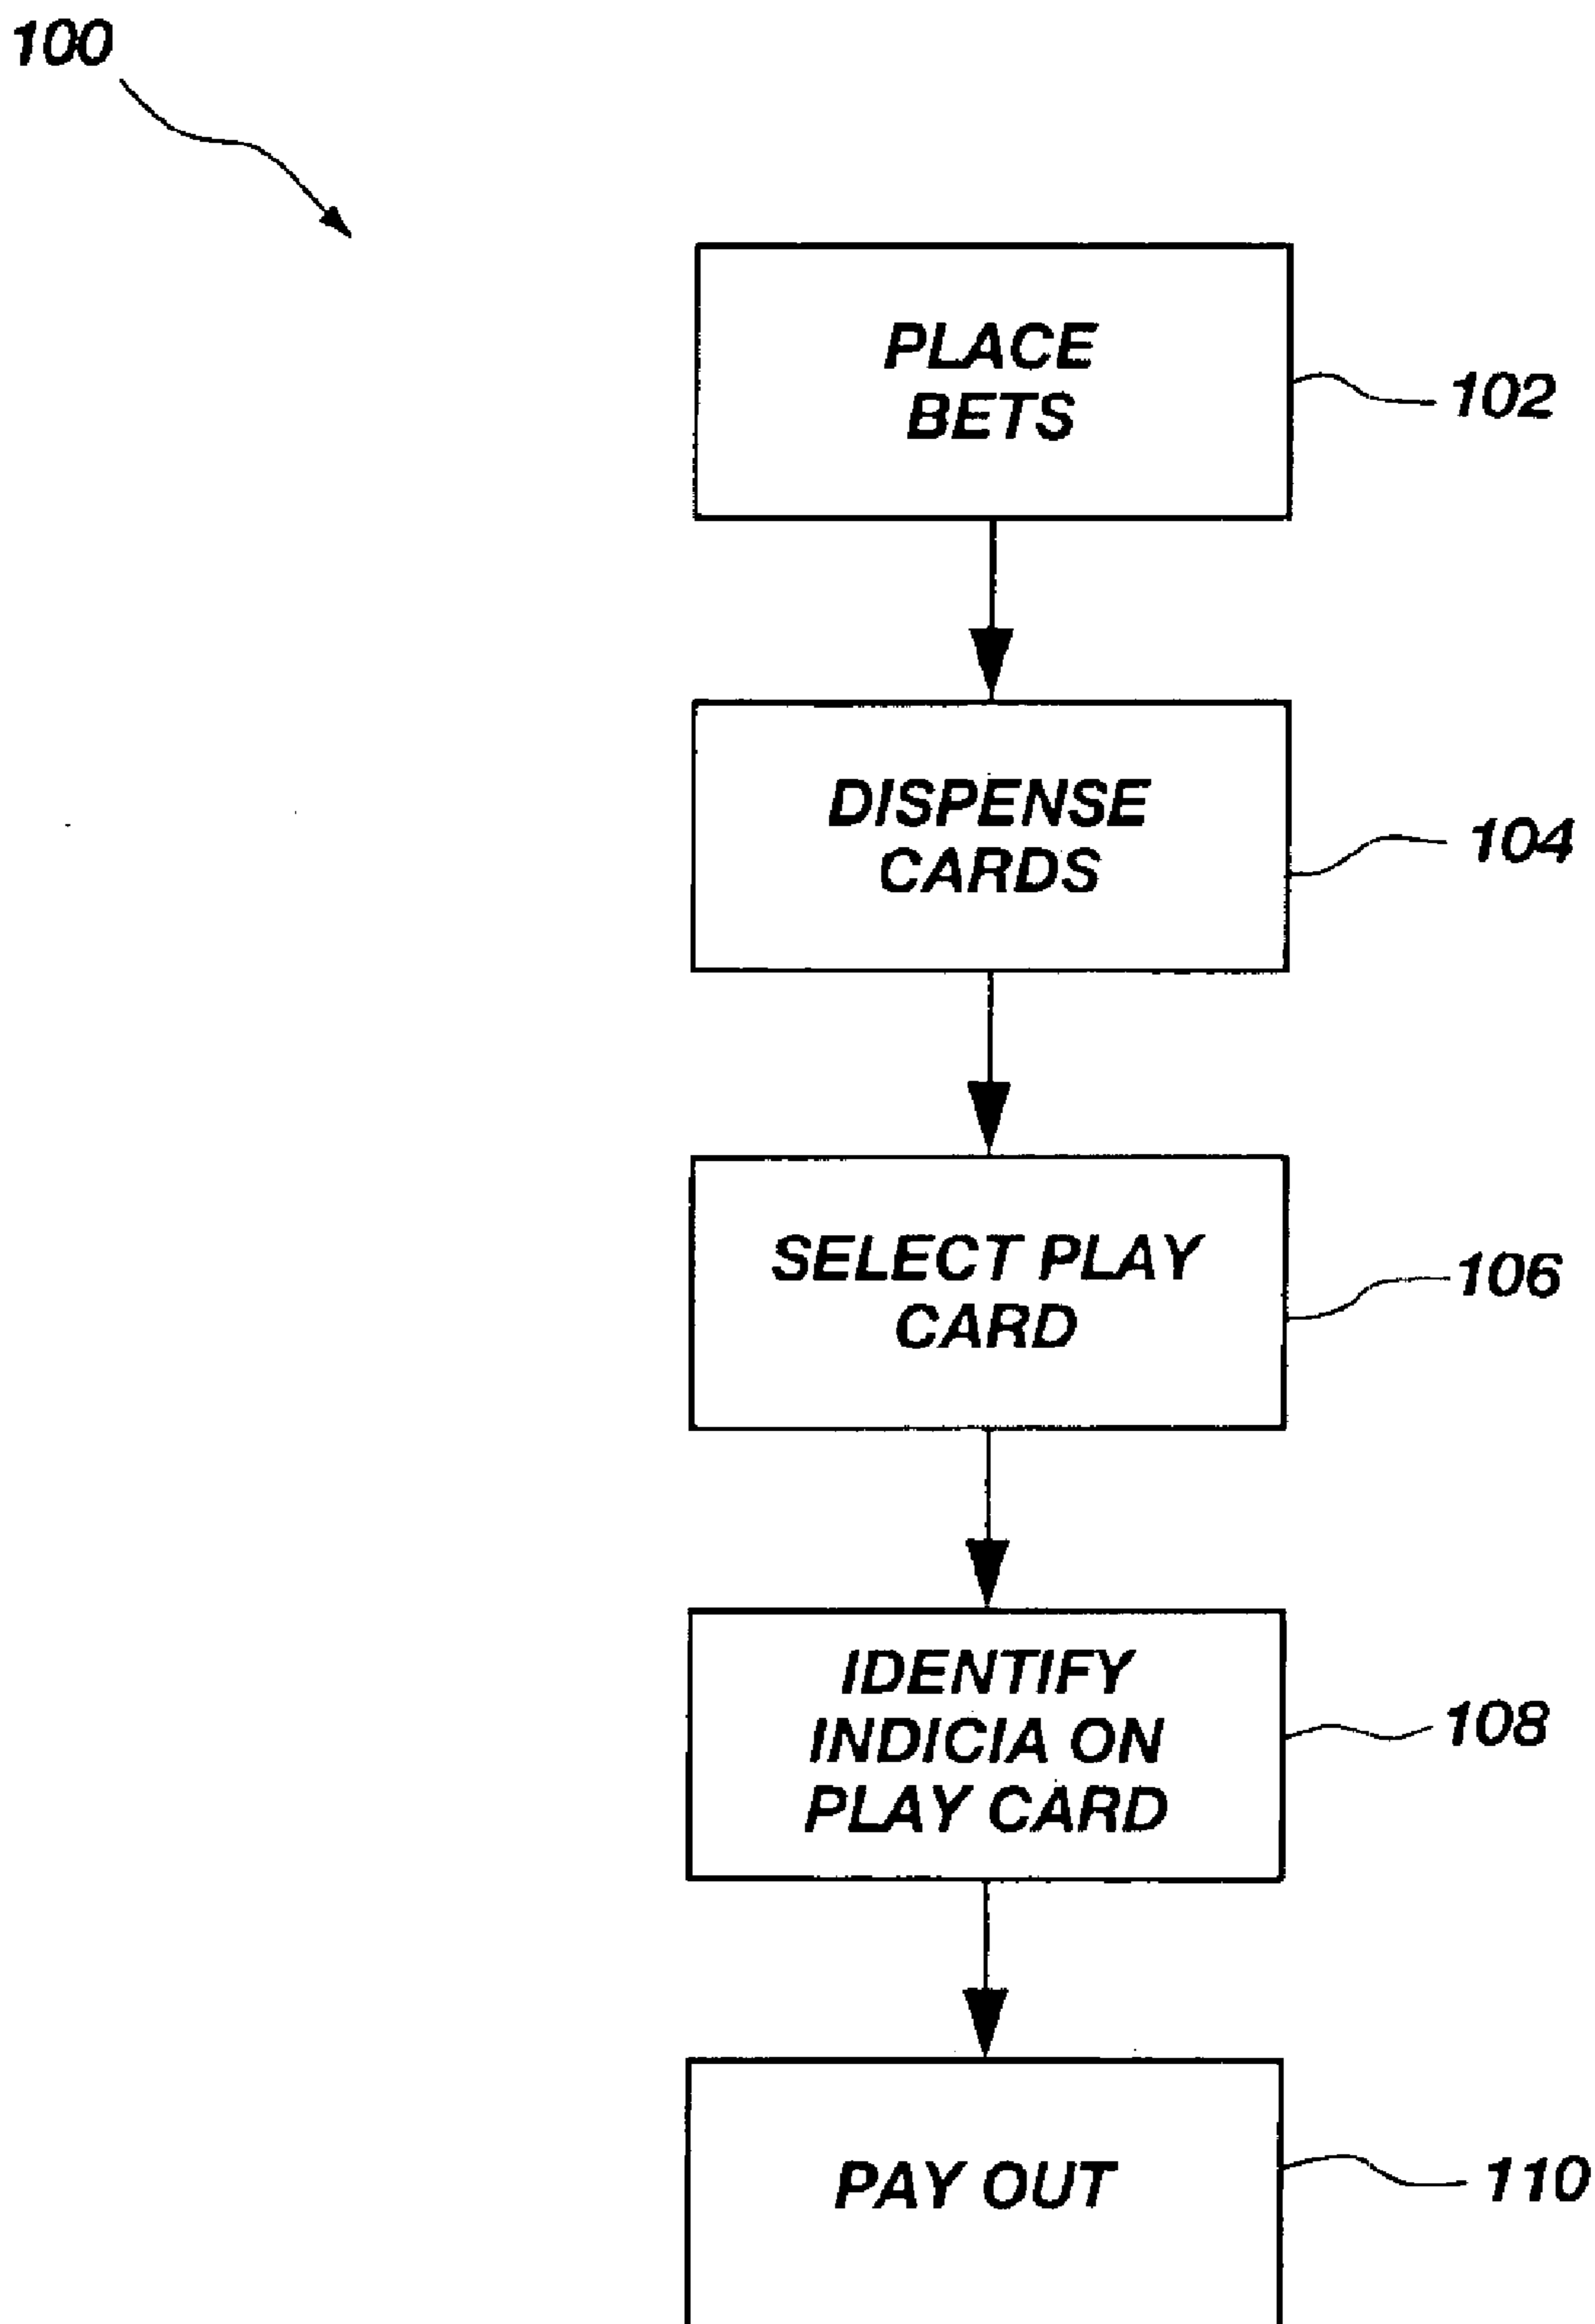 100
PLACE
BETS
102
DISPENSE
CARDS
104
SELECT PLAY
CARD
106
IDENTIFY
INDICIA ON
PLAY CARD
108
PAY OUT
110